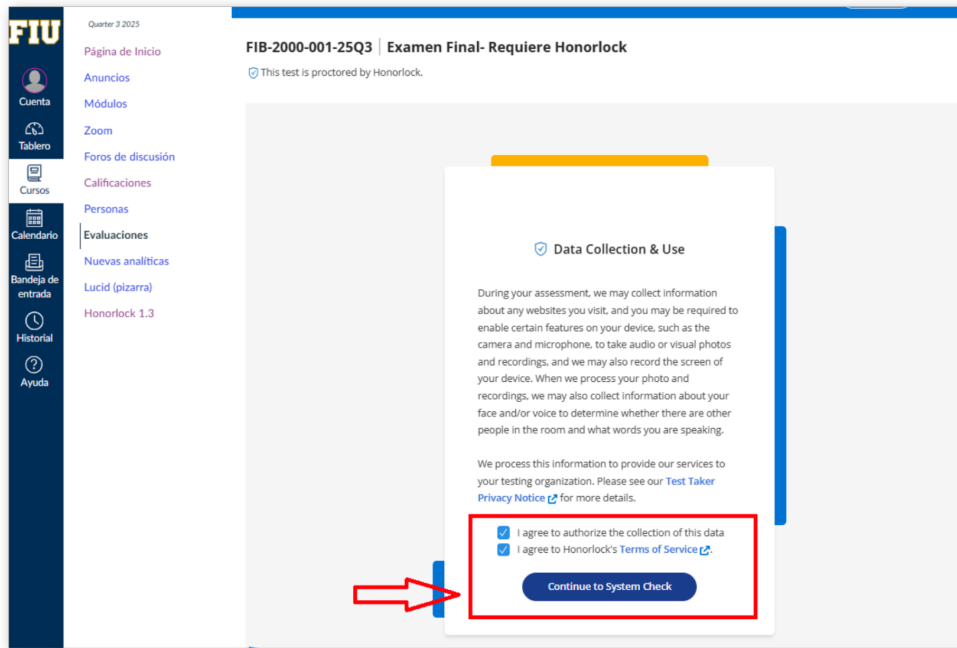 FIU
Cuenta
Tablero
Cursos
Calendario
Bandeja de
entrada
Historial
Ayuda
Quarter 3 2025
Página de Inicio
Anuncios
Módulos
Zoom
Foros de discusión
Calificaciones
Personas
Evaluaciones
Nuevas analíticas
Lucid (pizarra)
Honorlock 1.3
FIB-2000-001-25Q3 | Examen Final- Requiere Honorlock
This test is proctored by Honorlock.
Data Collection & Use
During your assessment, we may collect information
about any websites you visit, and you may be required to
enable certain features on your device, such as the
camera and microphone, to take audio or visual photos
and recordings, and we may also record the screen of
your device. When we process your photo and
recordings, we may also collect information about your
face and/or voice to determine whether there are other
people in the room and what words you are speaking.
We process this information to provide our services to
your testing organization. Please see our Test Taker
Privacy Notice for more details.
I agree to authorize the collection of this data
I agree to Honorlock's Terms of Service.
Continue to System Check